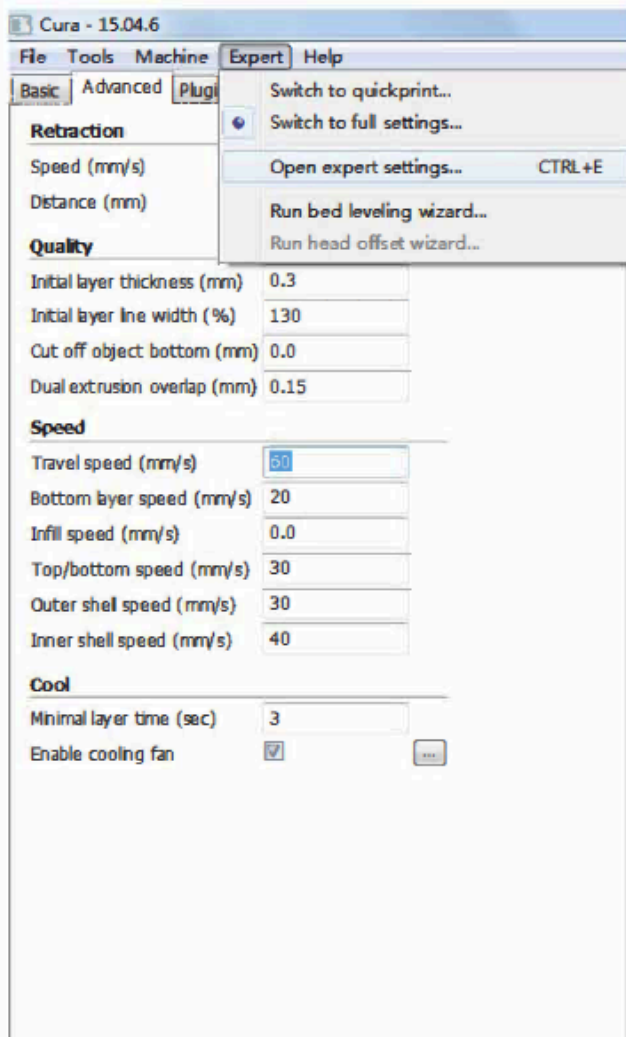 Cura - 15.04.6
File Tools Machine Expert Help
Basic Advanced Plugi
Switch to quickprint...
Switch to full settings...
Open expert settings... CTRL+E
Run bed leveling wizard...
Run head offset wizard...
Retraction
Speed (mm/s)
Distance (mm)
Quality
Initial layer thickness (mm) 0.3
Initial layer line width (%) 130
Cut off object bottom (mm) 0.0
Dual extrusion overlap (mm) 0.15
Speed
Travel speed (mm/s) 60
Bottom layer speed (mm/s) 20
Infill speed (mm/s) 0.0
Top/bottom speed (mm/s) 30
Outer shell speed (mm/s) 30
Inner shell speed (mm/s) 40
Cool
Minimal layer time (sec) 3
Enable cooling fan ...